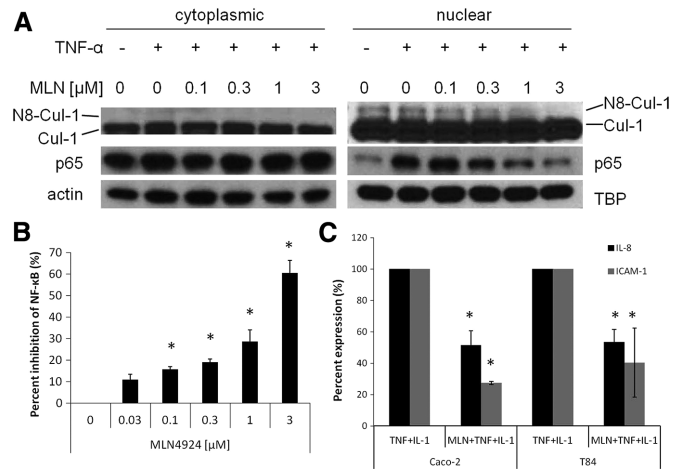 A
cytoplasmic nuclear
TNF-α - + + + + + - + + + + +
MLN [µM] 0 0 0.1 0.3 1 3 0 0 0.1 0.3 1 3
N8-Cul-1 N8-Cul-1
Cul-1 Cul-1
p65 p65
actin TBP
B
Percent inhibition of NF-κB (%)
70
60
50
40
30
20
10
0
* * * *
0 0.03 0.1 0.3 1 3
MLN4924 [µM]
C
Percent expression (%)
120
100
80
60
40
20
0
IL-8
ICAM-1
* * * *
TNF+IL-1 MLN+TNF+IL-1 TNF+IL-1 MLN+TNF+IL-1
Caco-2 T84